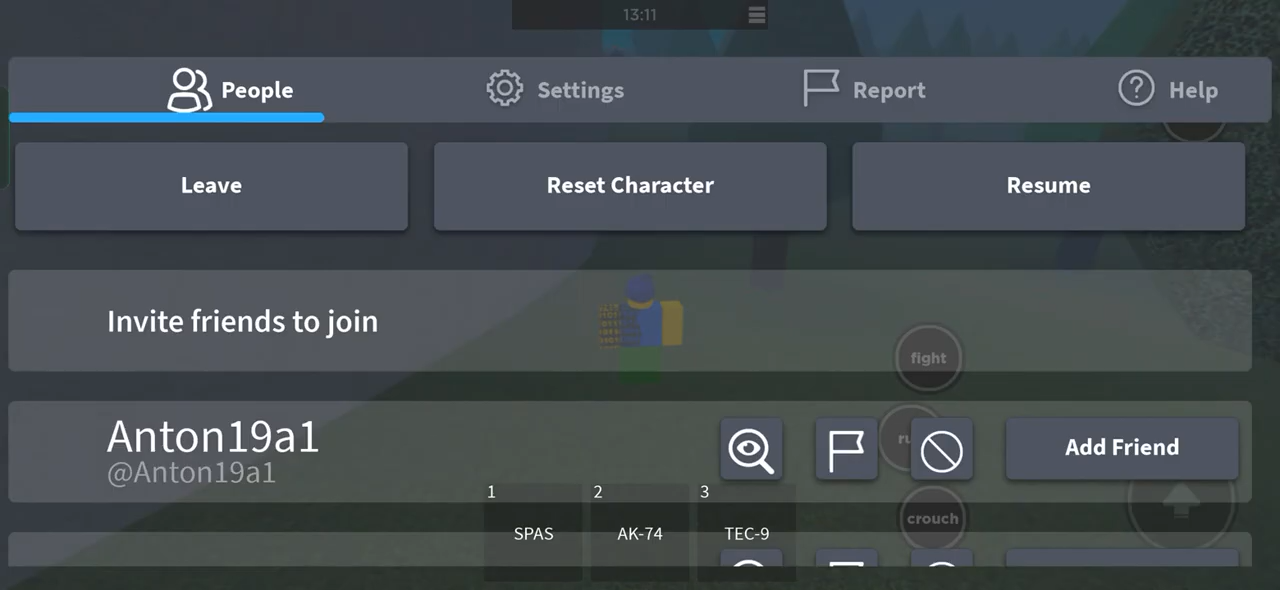 13:11
People
Settings
Report
Help
Leave
Reset Character
Resume
Invite friends to join
fight
Anton19a1
@Anton19a1
Add Friend
1
2
3
SPAS
AK-74
TEC-9
crouch